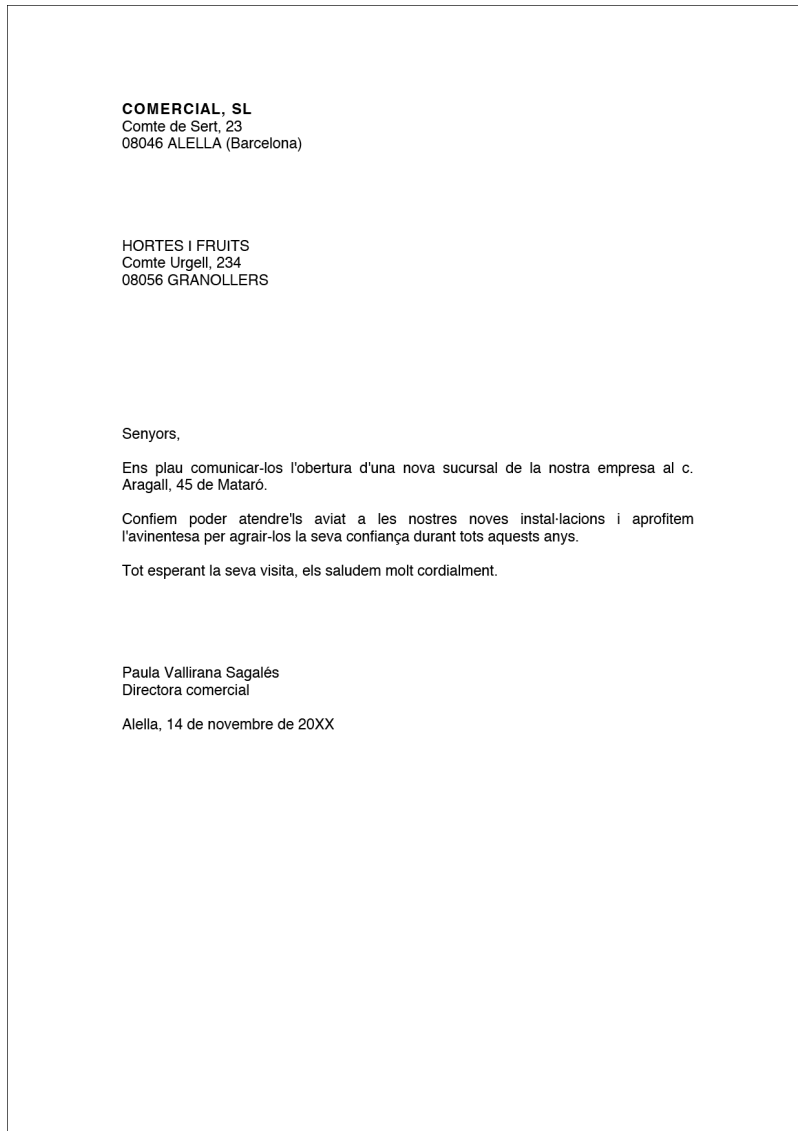 COMERCIAL, SL
Comte de Sert, 23
08046 ALELLA (Barcelona)
HORTES I FRUITS
Comte Urgell, 234
08056 GRANOLLERS
Senyors,
Ens plau comunicar-los l'obertura d'una nova sucursal de la nostra empresa al c.
Aragall, 45 de Mataró.
Confiem poder atendre'ls aviat a les nostres noves instal·lacions i aprofitem
l'avinentesa per agrair-los la seva confiança durant tots aquests anys.
Tot esperant la seva visita, els saludem molt cordialment.
Paula Vallirana Sagalés
Directora comercial
Alella, 14 de novembre de 20XX